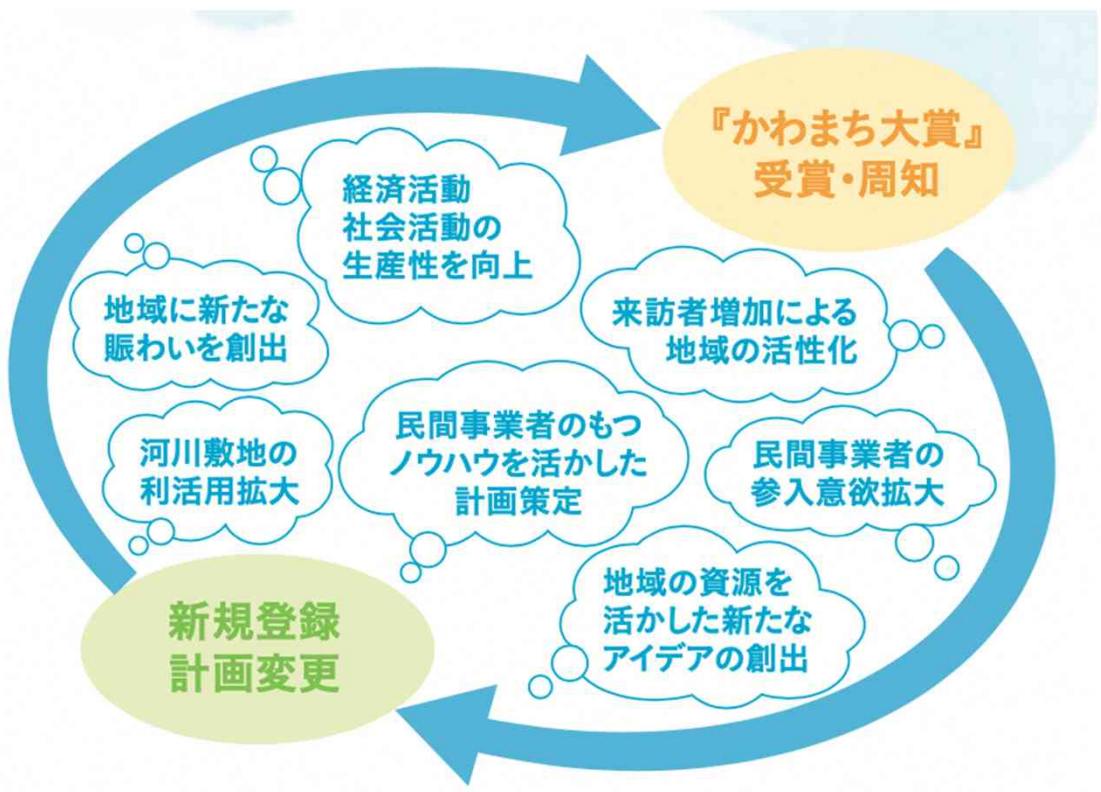 『かわまち大賞』
受賞・周知
経済活動
社会活動の
生産性を向上
地域に新たな
賑わいを創出
来訪者増加による
地域の活性化
河川敷地の
利活用拡大
民間事業者のもつ
ノウハウを活かした
計画策定
民間事業者の
参入意欲拡大
地域の資源を
活かした新たな
アイデアの創出
新規登録
計画変更